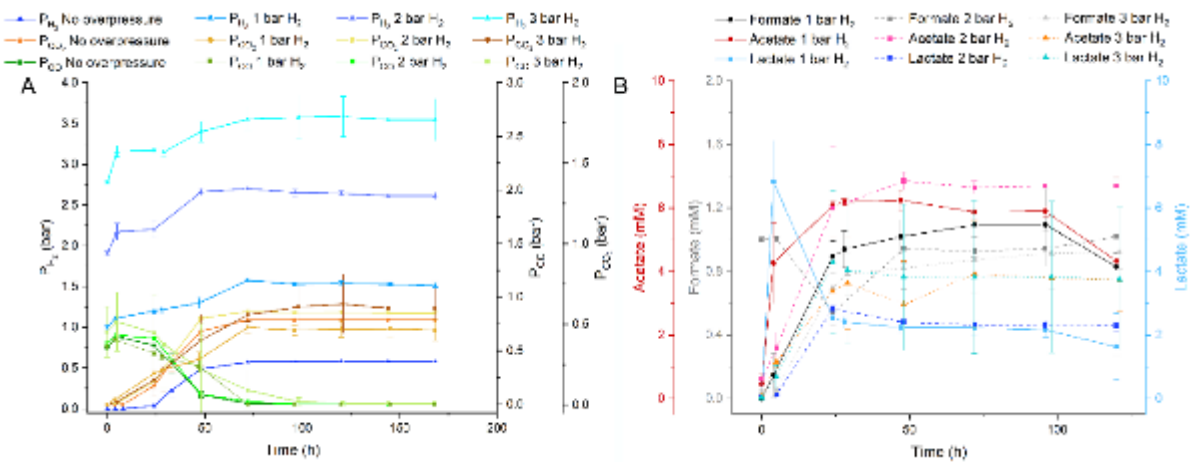 P_H₂ No overpressure P_H₂ 1 bar H₂ P_H₂ 2 bar H₂ P_H₂ 3 bar H₂
P_CO₂ No overpressure P_CO₂ 1 bar H₂ P_CO₂ 2 bar H₂ P_CO₂ 3 bar H₂
P_CO No overpressure P_CO 1 bar H₂ P_CO 2 bar H₂ P_CO 3 bar H₂
A
4.0
3.5
3.0
2.5
2.0
1.5
1.0
0.5
0.0
P_H₂ (bar)
0 50 100 150 200
Time (h)
3.0
2.5
2.0
1.5
1.0
0.5
0.0
P_CO (bar)
2.0
1.5
1.0
0.5
0.0
P_CO₂ (bar)
Formate 1 bar H₂ Formate 2 bar H₂ Formate 3 bar H₂
Acetate 1 bar H₂ Acetate 2 bar H₂ Acetate 3 bar H₂
Lactate 1 bar H₂ Lactate 2 bar H₂ Lactate 3 bar H₂
B
10
8
6
4
2
0
Acetate (mM)
2.0
1.6
1.2
0.8
0.4
0.0
Formate (mM)
0 50 100
Time (h)
10
8
6
4
2
0
Lactate (mM)